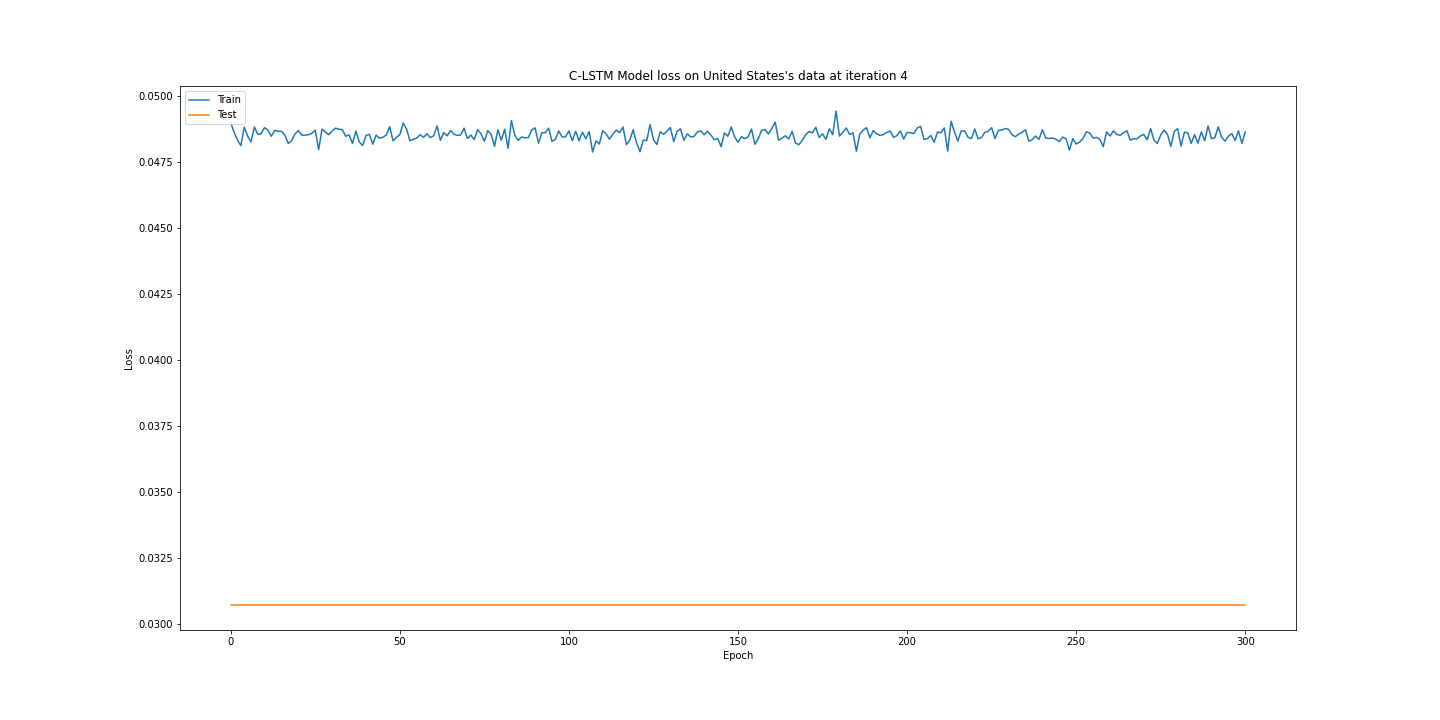 C-LSTM Model loss on United States's data at iteration 4
Train
Test
0.0500
0.0475
0.0450
0.0425
0.0400
0.0375
0.0350
0.0325
0.0300
Loss
0 50 100 150 200 250 300
Epoch